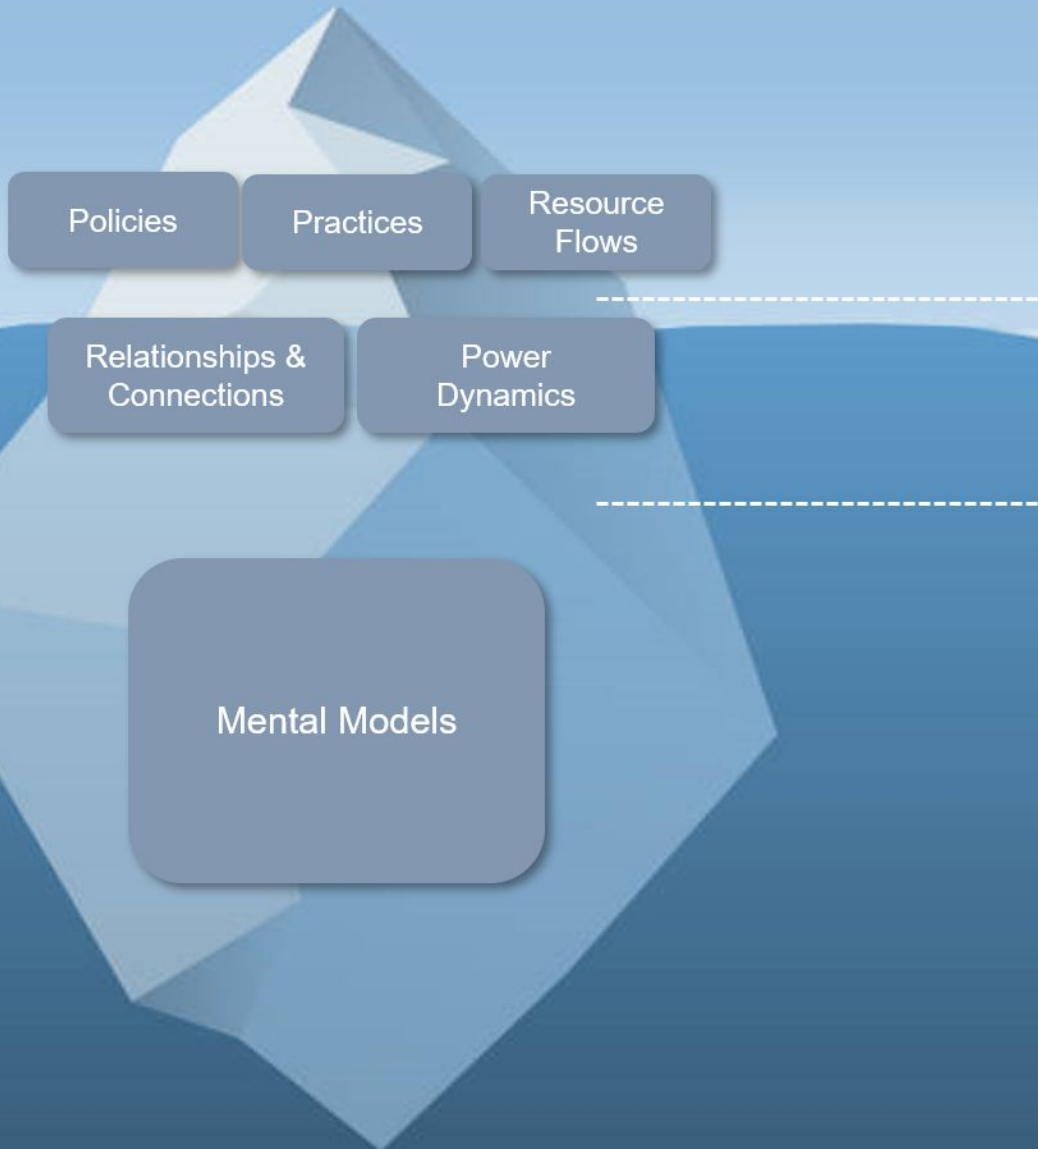 Policies
Practices
Resource
Flows
Relationships &
Connections
Power
Dynamics
Mental Models